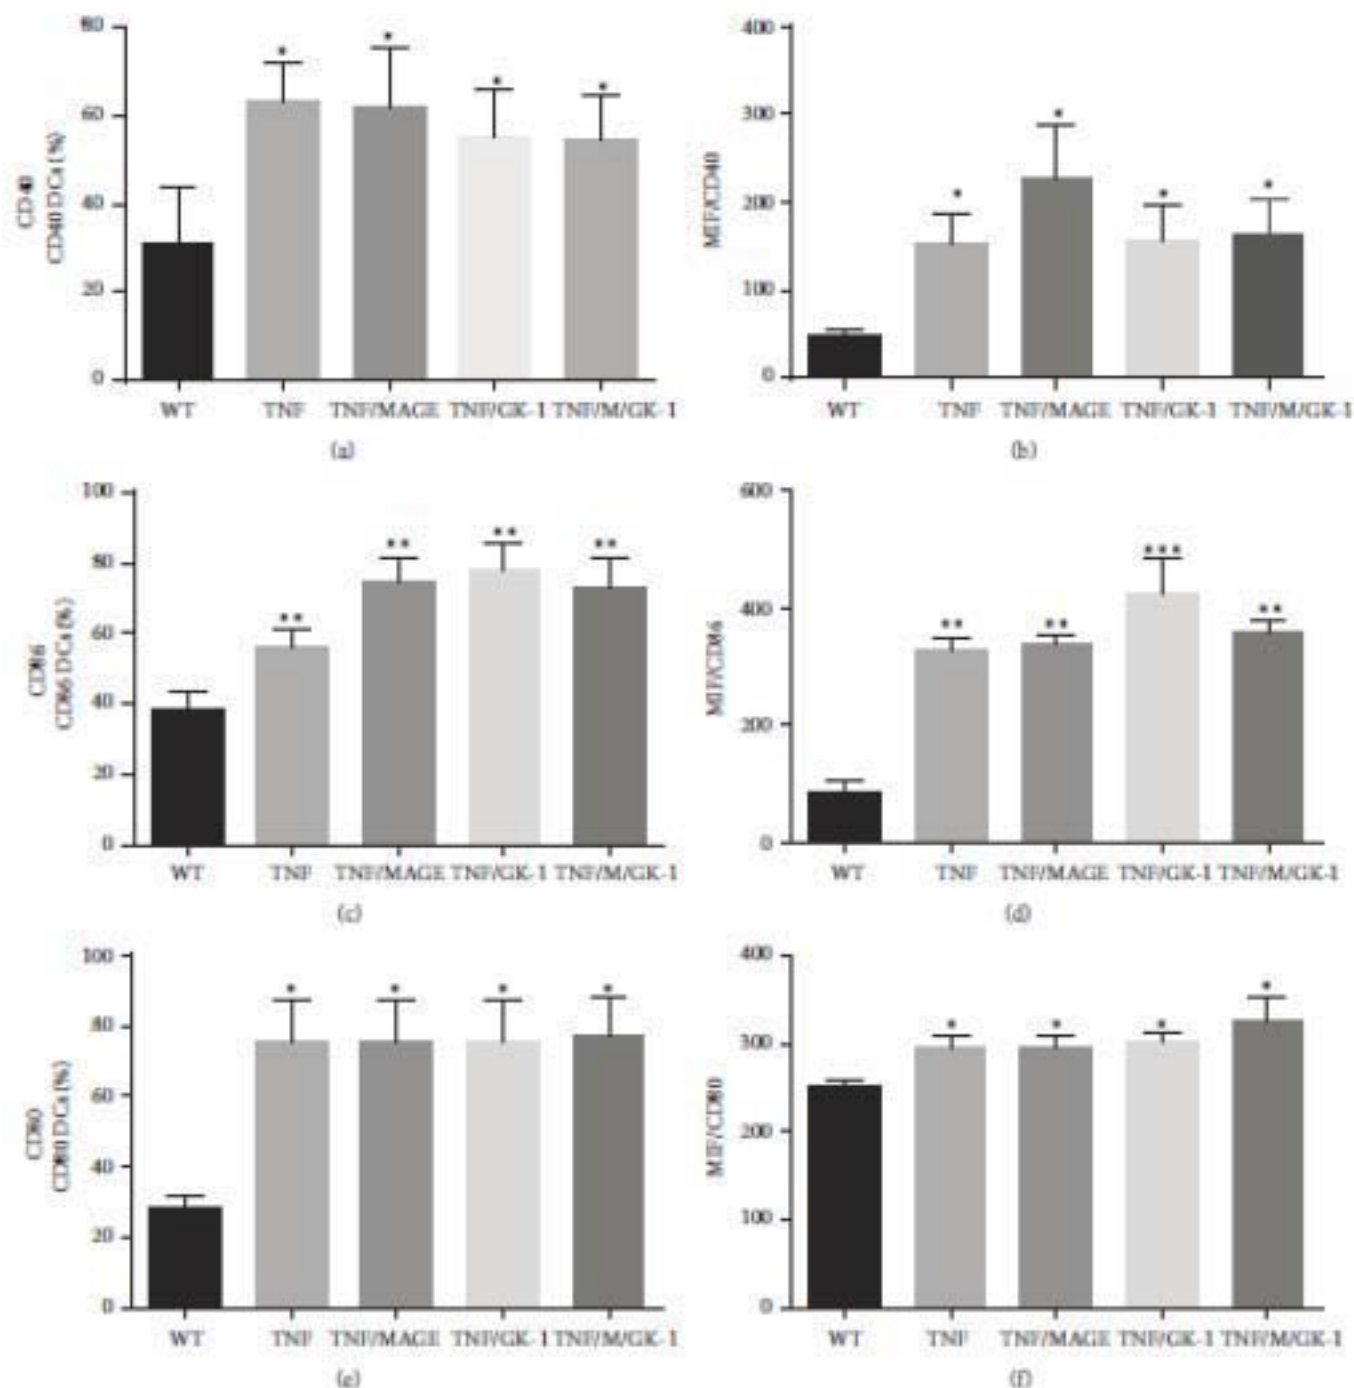 80
60
40
20
0
CD40
CD40 DCs (%)
* * * *
WT TNF TNF/MAGE TNF/GK-1 TNF/M/GK-1
(a)
400
300
200
100
0
MIF/CD40
* * * *
WT TNF TNF/MAGE TNF/GK-1 TNF/M/GK-1
(b)
100
80
60
40
20
0
CD86
CD86 DCs (%)
** ** ** **
WT TNF TNF/MAGE TNF/GK-1 TNF/M/GK-1
(c)
600
400
200
0
MIF/CD86
** ** *** **
WT TNF TNF/MAGE TNF/GK-1 TNF/M/GK-1
(d)
100
80
60
40
20
0
CD80
CD80 DCs (%)
* * * *
WT TNF TNF/MAGE TNF/GK-1 TNF/M/GK-1
(e)
400
300
200
100
0
MIF/CD80
* * * *
WT TNF TNF/MAGE TNF/GK-1 TNF/M/GK-1
(f)